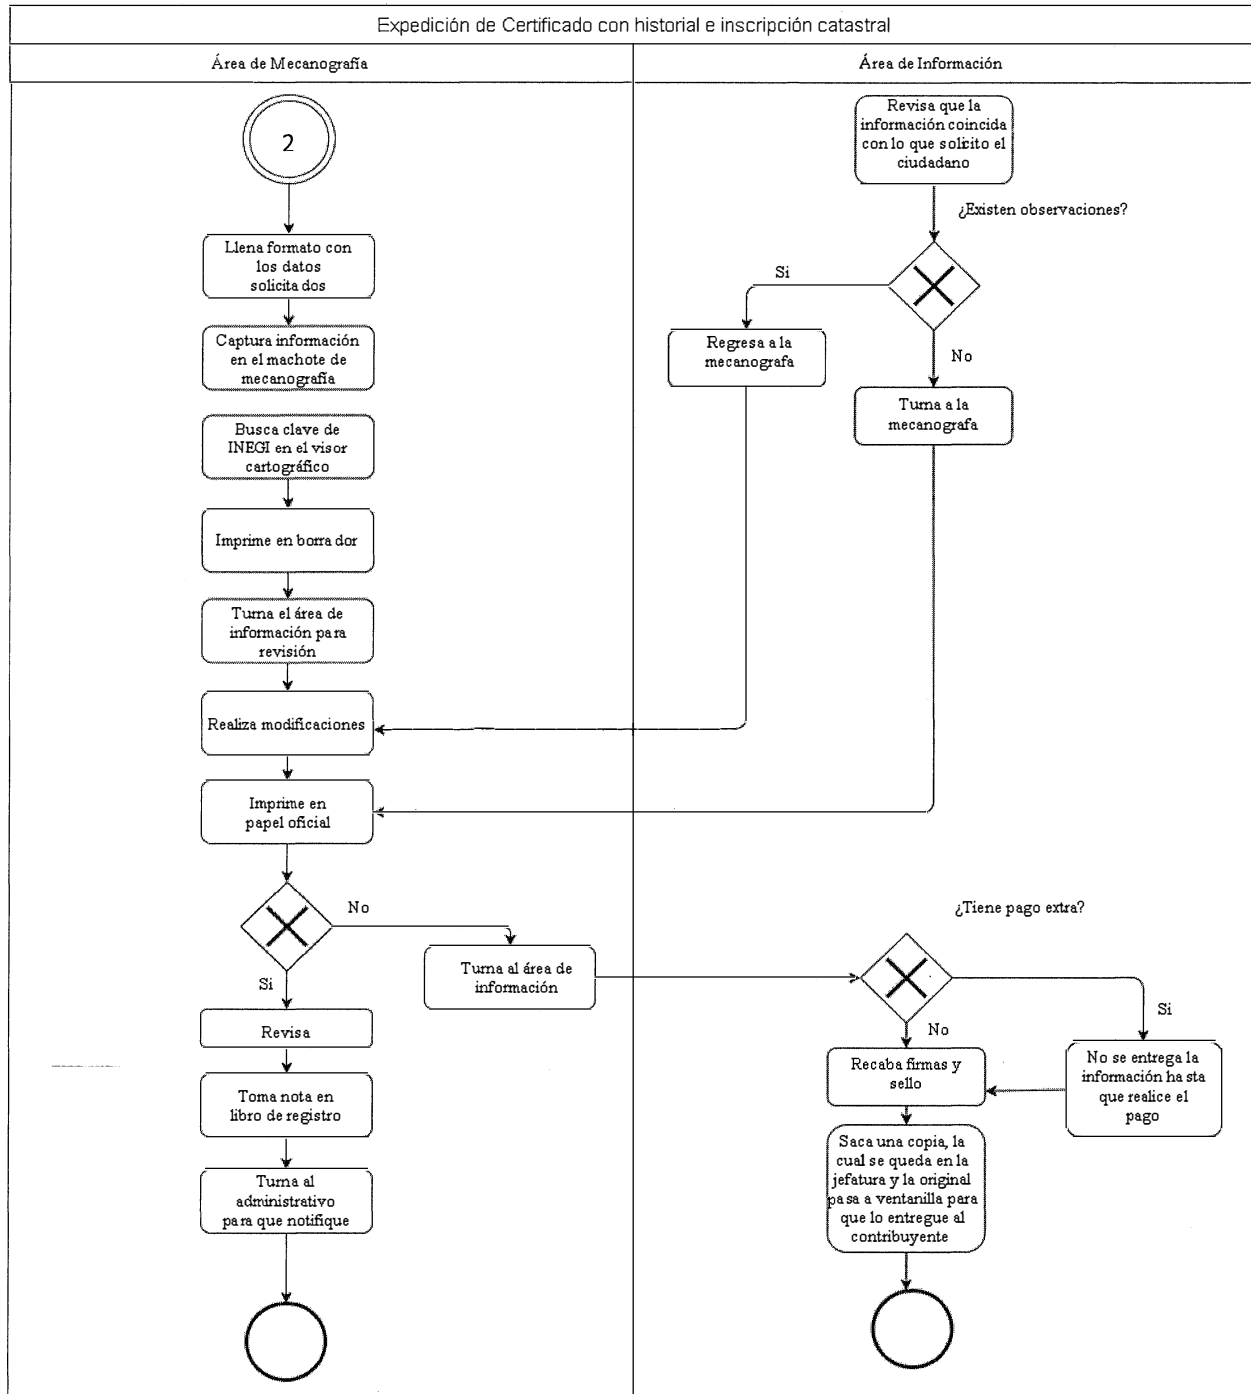 Expedición de Certificado con historial e inscripción catastral
Área de Mecanografía
Área de Información
2
Llena formato con
los datos
solicita dos
Captura información
en el machote de
mecanografía
Busca clave de
INEGI en el visor
cartográfico
Imprime en borra dor
Turna el área de
información para
revisión
Realiza modificaciones
Imprime en
papel oficial
No
Si
Turna al área de
información
Revisa
Toma nota en
libro de registro
Turna al
administrativo
para que notifique
Revisa que la
información coincida
con lo que solicito el
ciudadano
¿Existen observaciones?
Si
Regresa a la
mecanografa
No
Turna a la
mecanografa
¿Tiene pago extra?
Si
No
Recaba firmas y
sello
No se entrega la
información ha sta
que realice el
pago
Saca una copia, la
cual se queda en la
jefatura y la original
pasa a ventanilla para
que lo entregue al
contribuyente